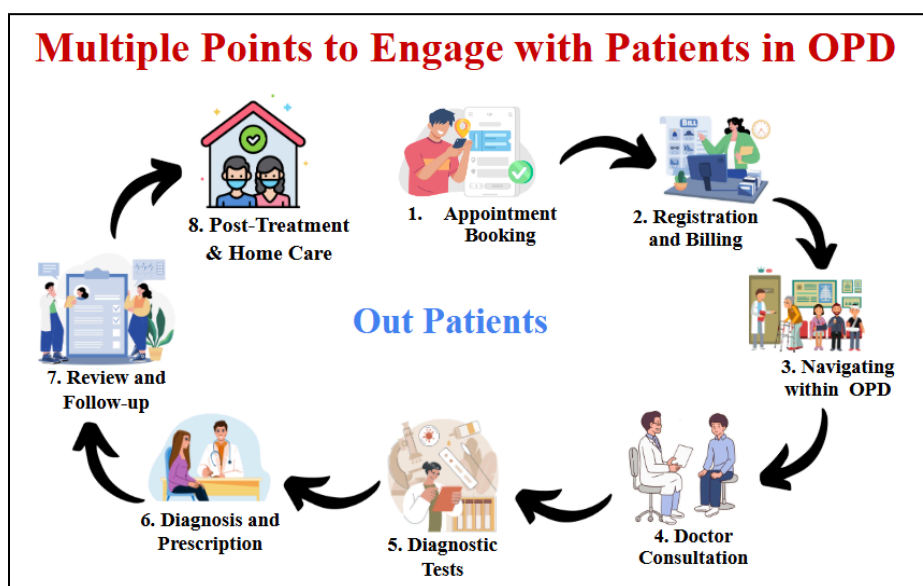 Multiple Points to Engage with Patients in OPD
BILL
1. Appointment
Booking
2. Registration
and Billing
3. Navigating
within OPD
4. Doctor
Consultation
5. Diagnostic
Tests
6. Diagnosis and
Prescription
7. Review and
Follow-up
8. Post-Treatment
& Home Care
Out Patients